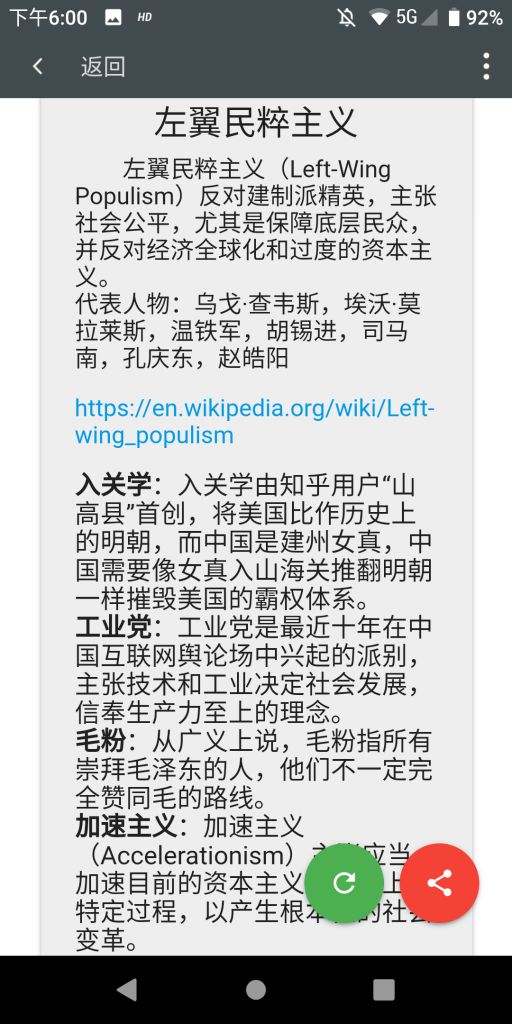 下午6:00 HD 5G 92%
返回
左翼民粹主义
左翼民粹主义（Left-Wing
Populism）反对建制派精英，主张
社会公平，尤其是保障底层民众，
并反对经济全球化和过度的资本主
义。
代表人物：乌戈·查韦斯，埃沃·莫
拉莱斯，温铁军，胡锡进，司马
南，孔庆东，赵皓阳
https://en.wikipedia.org/wiki/Left-
wing_populism
入关学：入关学由知乎用户“山
高县”首创，将美国比作历史上
的明朝，而中国是建州女真，中
国需要像女真入山海关推翻明朝
一样摧毁美国的霸权体系。
工业党：工业党是最近十年在中
国互联网舆论场中兴起的派别，
主张技术和工业决定社会发展，
信奉生产力至上的理念。
毛粉：从广义上说，毛粉指所有
崇拜毛泽东的人，他们不一定完
全赞同毛的路线。
加速主义：加速主义
（Accelerationism）应当
加速目前的资本主义上
特定过程，以产生根本的社会
变革。